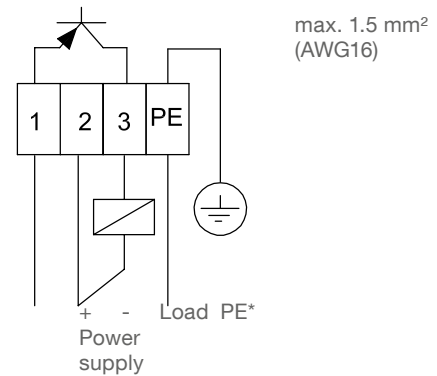 max. 1.5 mm²
(AWG16)
1 2 3 PE
+ - Load PE*
Power
supply